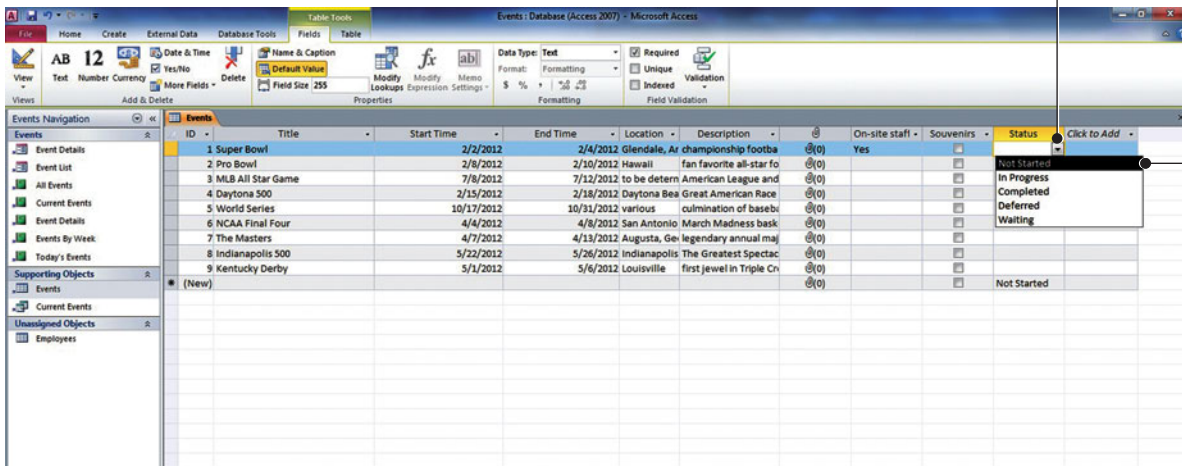 Table Tools
Events : Database (Access 2007) - Microsoft Access
File Home Create External Data Database Tools Fields Table
View
Views
AB Text
12 Number
Currency
Date & Time
Yes/No
More Fields
Delete
Add & Delete
Name & Caption
Default Value
Field Size 255
Modify Lookups
fx Modify Expression
ab Memo Settings
Properties
Data Type: Text
Format: Formatting
$ % ,
Formatting
Required
Unique
Indexed
Validation
Field Validation
Events Navigation
Events
Event Details
Event List
All Events
Current Events
Event Details
Events By Week
Today's Events
Supporting Objects
Events
Current Events
Unassigned Objects
Employees
Events
ID Title Start Time End Time Location Description On-site staff Souvenirs Status Click to Add
1 Super Bowl 2/2/2012 2/4/2012 Glendale, Ar championship footba (0) Yes
2 Pro Bowl 2/8/2012 2/10/2012 Hawaii fan favorite all-star fo (0)
3 MLB All Star Game 7/8/2012 7/12/2012 to be detern American League and (0)
4 Daytona 500 2/15/2012 2/18/2012 Daytona Bea Great American Race (0)
5 World Series 10/17/2012 10/31/2012 various culmination of baseba (0)
6 NCAA Final Four 4/4/2012 4/8/2012 San Antonio March Madness bask (0)
7 The Masters 4/7/2012 4/13/2012 Augusta, Ge legendary annual maj (0)
8 Indianapolis 500 5/22/2012 5/26/2012 Indianapolis The Greatest Spectac (0)
9 Kentucky Derby 5/1/2012 5/6/2012 Louisville first jewel in Triple Cr (0)
(New) (0) Not Started
Not Started
In Progress
Completed
Deferred
Waiting